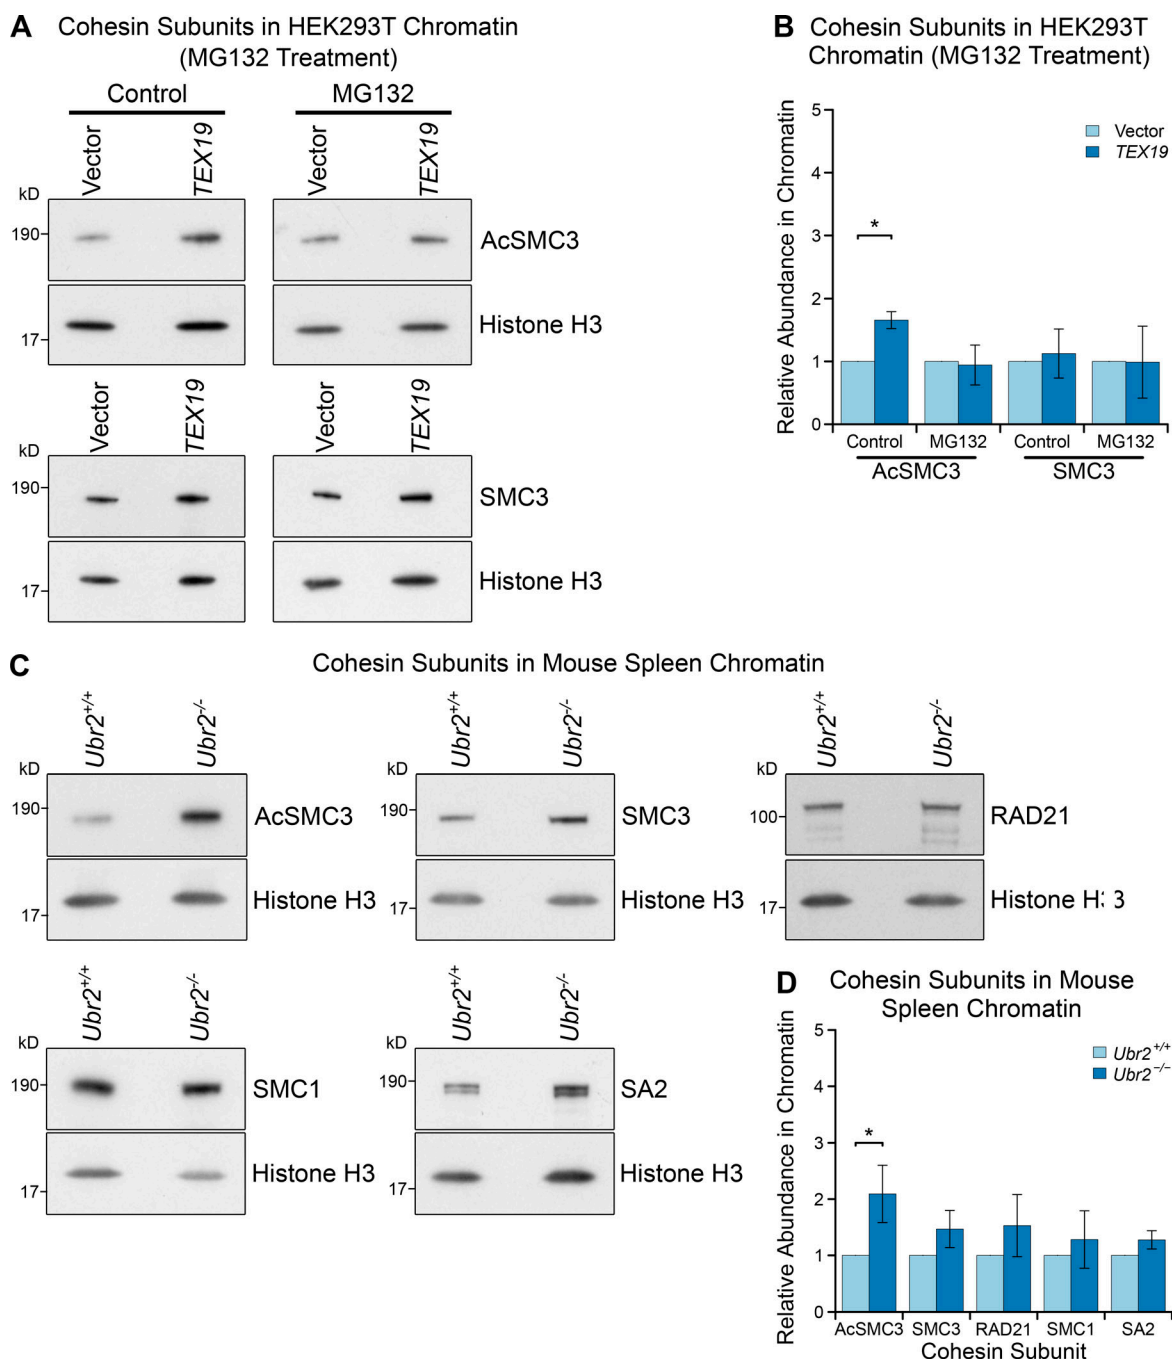 A Cohesin Subunits in HEK293T Chromatin
(MG132 Treatment)
Control MG132
Vector TEX19 Vector TEX19
kD
190 AcSMC3
17 Histone H3
Vector TEX19 Vector TEX19
kD
190 SMC3
17 Histone H3
B Cohesin Subunits in HEK293T
Chromatin (MG132 Treatment)
Relative Abundance in Chromatin
5
4
3
2
1
0
Vector
TEX19
*
Control MG132 Control MG132
AcSMC3 SMC3
C Cohesin Subunits in Mouse Spleen Chromatin
Ubr2+/+ Ubr2-/-
kD
190 AcSMC3
17 Histone H3
Ubr2+/+ Ubr2-/-
190 SMC3
17 Histone H3
Ubr2+/+ Ubr2-/-
kD
100 RAD21
17 Histone H: 3
Ubr2+/+ Ubr2-/-
kD
190 SMC1
17 Histone H3
Ubr2+/+ Ubr2-/-
kD
190 SA2
17 Histone H3
D Cohesin Subunits in Mouse
Spleen Chromatin
Relative Abundance in Chromatin
5
4
3
2
1
0
Ubr2+/+
Ubr2−/−
*
AcSMC3 SMC3 RAD21 SMC1 SA2
Cohesin Subunit